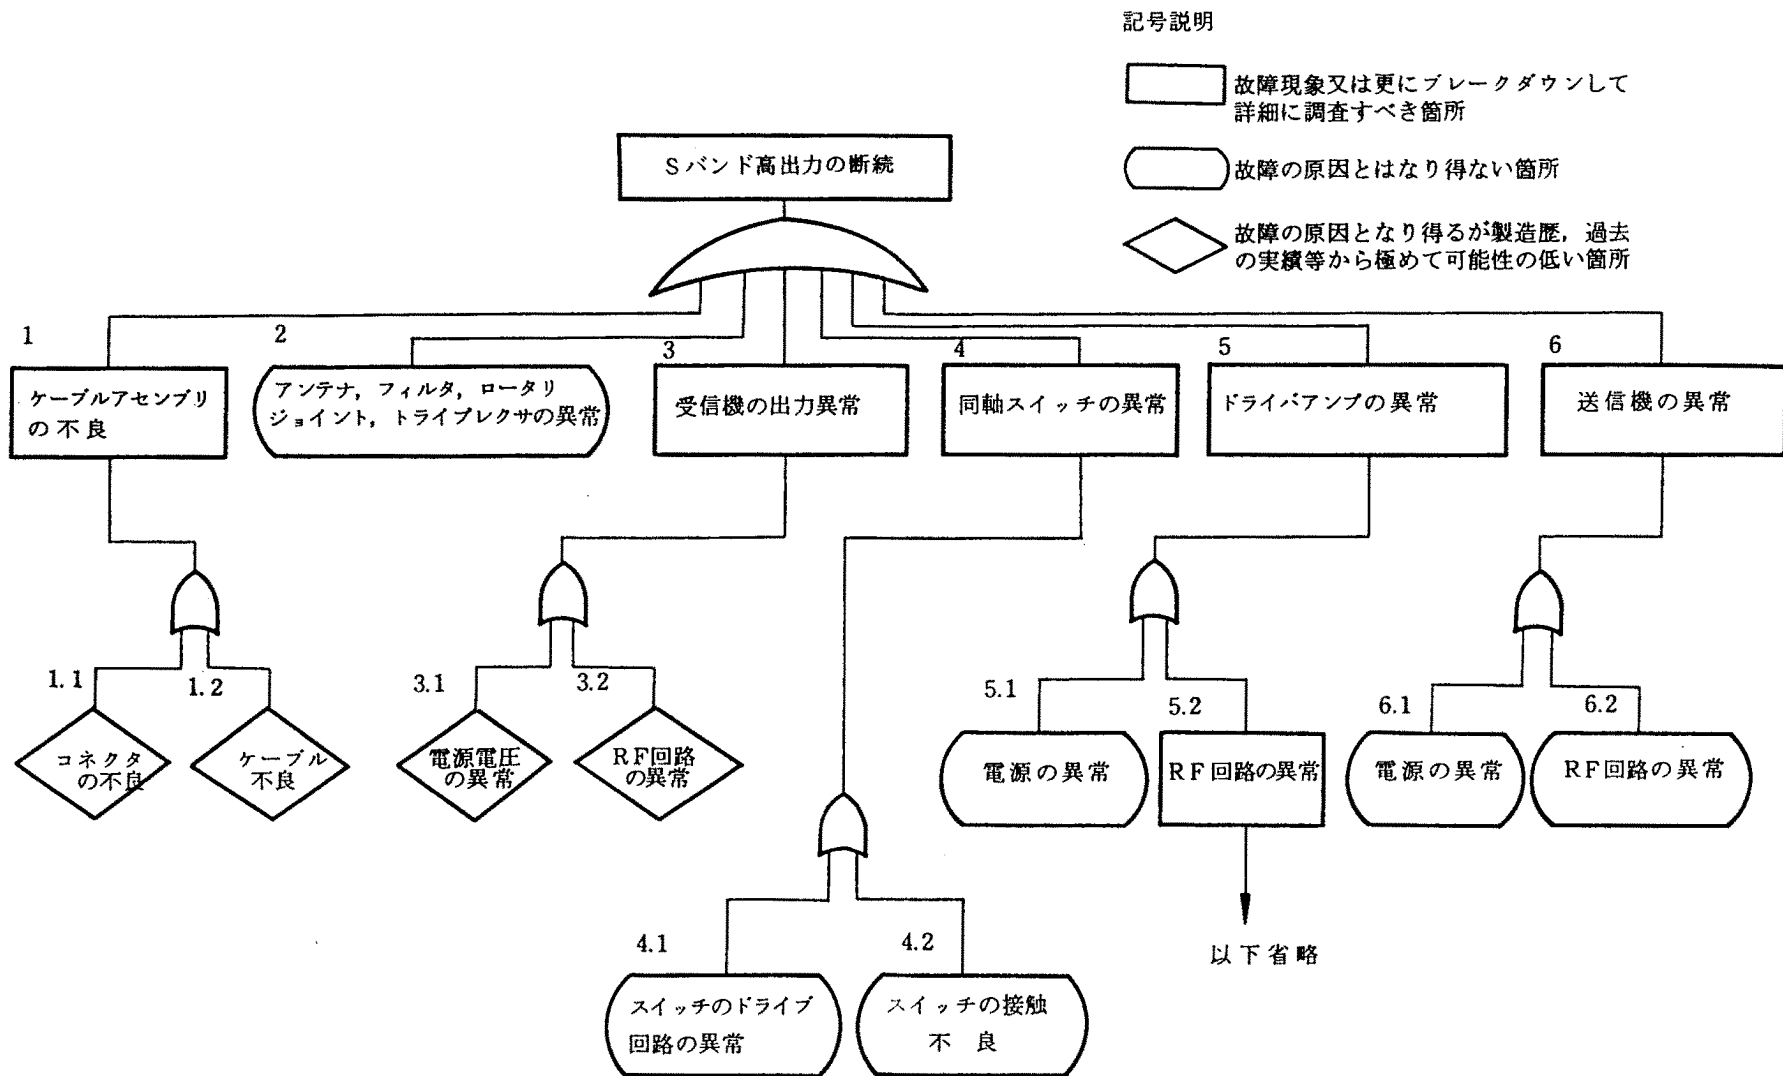 記号説明
故障現象又は更にブレークダウンして
詳細に調査すべき箇所
故障の原因とはなり得ない箇所
故障の原因となり得るが製造歴，過去
の実績等から極めて可能性の低い箇所
Sバンド高出力の断続
1
ケーブルアセンブリ
の不良
2
アンテナ，フィルタ，ロータリ
ジョイント，トライプレクサの異常
3
受信機の出力異常
4
同軸スイッチの異常
5
ドライバアンプの異常
6
送信機の異常
1.1
コネクタ
の不良
1.2
ケーブル
不良
3.1
電源電圧
の異常
3.2
RF回路
の異常
4.1
スイッチのドライブ
回路の異常
4.2
スイッチの接触
不良
5.1
電源の異常
5.2
RF回路の異常
以下省略
6.1
電源の異常
6.2
RF回路の異常